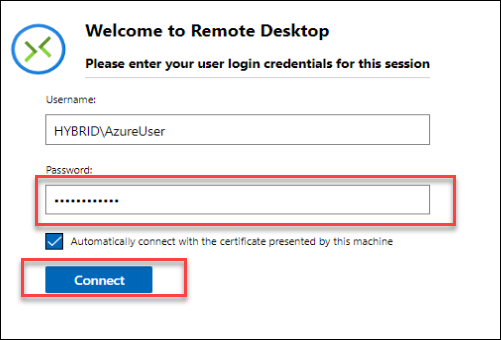 Welcome to Remote Desktop
Please enter your user login credentials for this session
Username:
HYBRID\AzureUser
Password:
••••••••••••
Automatically connect with the certificate presented by this machine
Connect